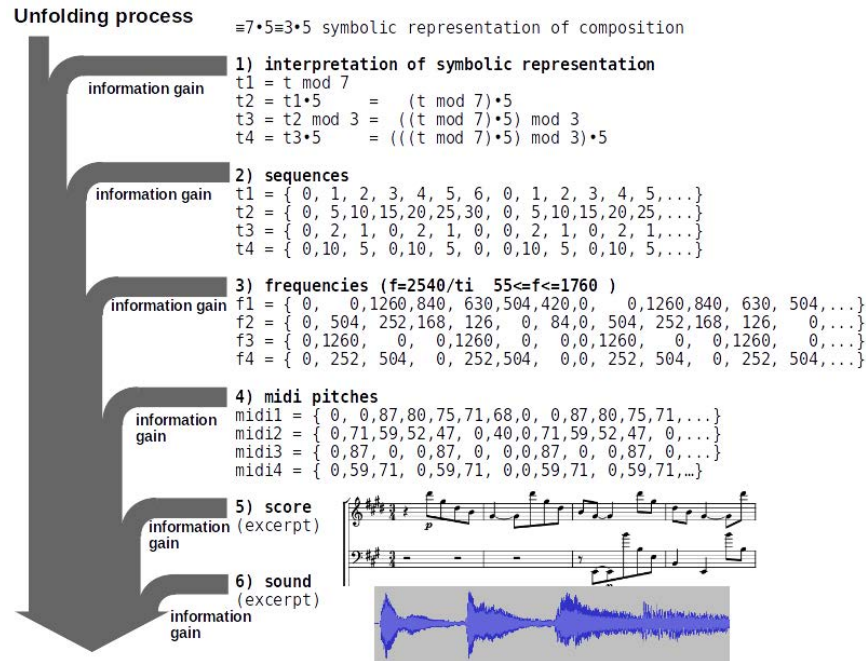 Unfolding process
≡7•5≡3•5 symbolic representation of composition
1) interpretation of symbolic representation
information gain
t1 = t mod 7
t2 = t1•5 = (t mod 7)•5
t3 = t2 mod 3 = ((t mod 7)•5) mod 3
t4 = t3•5 = (((t mod 7)•5) mod 3)•5
2) sequences
information gain
t1 = { 0, 1, 2, 3, 4, 5, 6, 0, 1, 2, 3, 4, 5,...}
t2 = { 0, 5,10,15,20,25,30, 0, 5,10,15,20,25,...}
t3 = { 0, 2, 1, 0, 2, 1, 0, 0, 2, 1, 0, 2, 1,...}
t4 = { 0,10, 5, 0,10, 5, 0, 0,10, 5, 0,10, 5,...}
3) frequencies (f=2540/ti 55<=f<=1760 )
information gain
f1 = { 0, 0,1260,840, 630,504,420,0, 0,1260,840, 630, 504,...}
f2 = { 0, 504, 252,168, 126, 0, 84,0, 504, 252,168, 126, 0,...}
f3 = { 0,1260, 0, 0,1260, 0, 0,0,1260, 0, 0,1260, 0,...}
f4 = { 0, 252, 504, 0, 252,504, 0,0, 252, 504, 0, 252, 504,...}
4) midi pitches
information
gain
midi1 = { 0, 0,87,80,75,71,68,0, 0,87,80,75,71,...}
midi2 = { 0,71,59,52,47, 0,40,0,71,59,52,47, 0,...}
midi3 = { 0,87, 0, 0,87, 0, 0,0,87, 0, 0,87, 0,...}
midi4 = { 0,59,71, 0,59,71, 0,0,59,71, 0,59,71,…}
5) score
(excerpt)
information
gain
p
6) sound
(excerpt)
information
gain